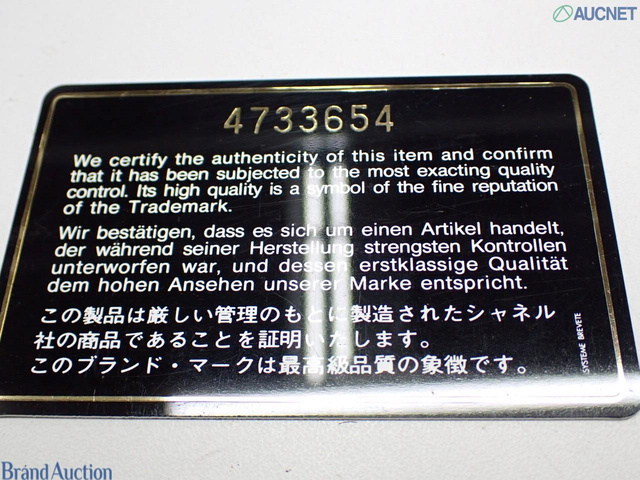 AUCNET
4733654
We certify the authenticity of this item and confirm
that it has been subjected to the most exacting quality
control. Its high quality is a symbol of the fine reputation
of the Trademark.
Wir bestätigen, dass es sich um einen Artikel handelt,
der während seiner Herstellung strengsten Kontrollen
unterworfen war, und dessen erstklassige Qualität
dem hohen Ansehen unserer Marke entspricht.
この製品は厳しい管理のもとに製造されたシャネル
社の商品であることを証明いたします。
このブランド・マークは最高級品質の象徴です。
SYSTEME BREVETE
Brand Auction